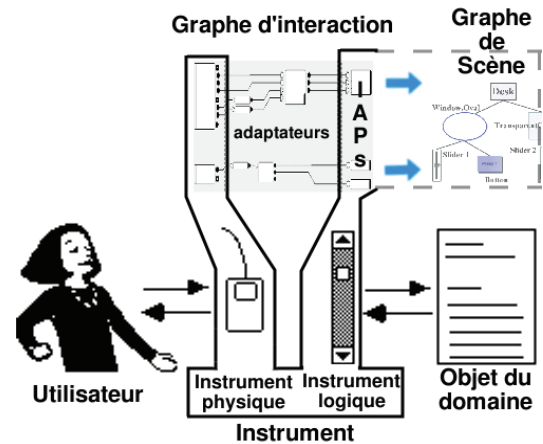 Graphe d'interaction
Graphe
de
Scène
adaptateurs
I
A
P
s
Desk
Window.Oval
Transparent
Slider 1
Slider 2
Button
Utilisateur
Instrument
physique
Instrument
logique
Objet du
domaine
Instrument